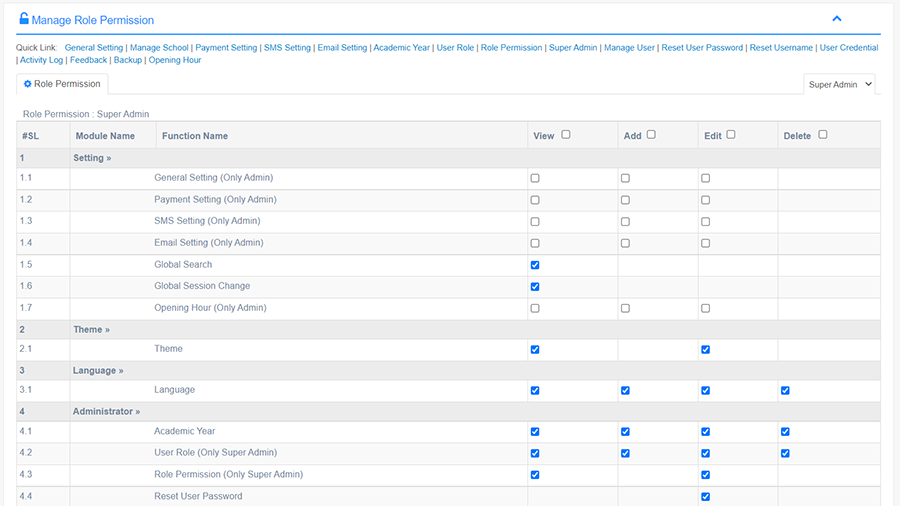 Manage Role Permission
Quick Link: General Setting | Manage School | Payment Setting | SMS Setting | Email Setting | Academic Year | User Role | Role Permission | Super Admin | Manage User | Reset User Password | Reset Username | User Credential
| Activity Log | Feedback | Backup | Opening Hour
Role Permission Super Admin
Role Permission : Super Admin
#SL Module Name Function Name View Add Edit Delete
1 Setting »
1.1 General Setting (Only Admin)
1.2 Payment Setting (Only Admin)
1.3 SMS Setting (Only Admin)
1.4 Email Setting (Only Admin)
1.5 Global Search
1.6 Global Session Change
1.7 Opening Hour (Only Admin)
2 Theme »
2.1 Theme
3 Language »
3.1 Language
4 Administrator »
4.1 Academic Year
4.2 User Role (Only Super Admin)
4.3 Role Permission (Only Super Admin)
4.4 Reset User Password